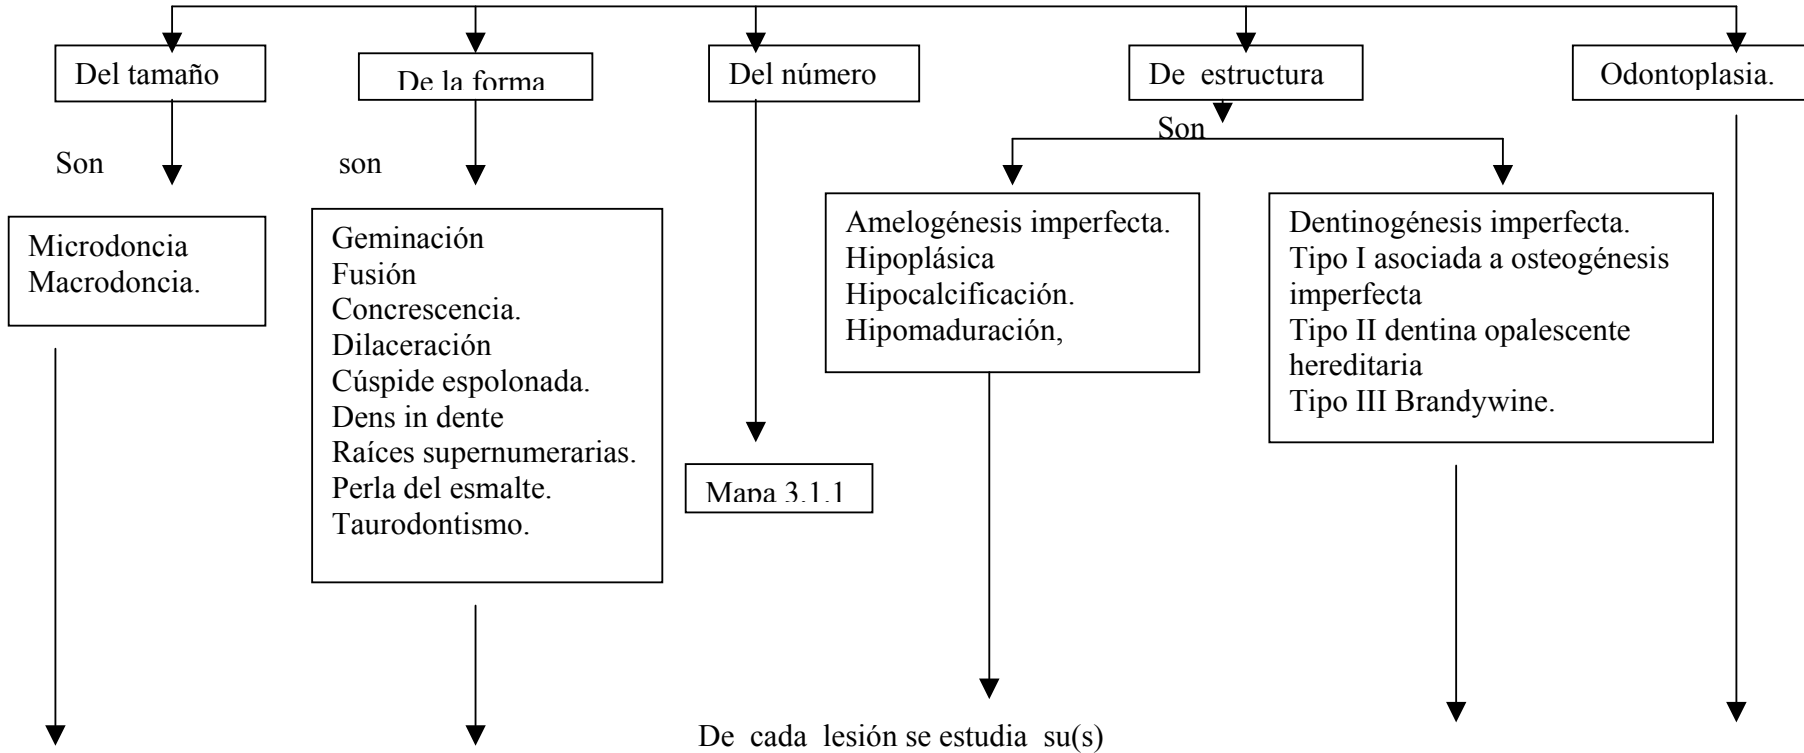 Del tamaño
De la forma
Del número
De estructura
Odontoplasia.
Son
son
Son
Microdoncia
Macrodoncia.
Geminación
Fusión
Concrescencia.
Dilaceración
Cúspide espolonada.
Dens in dente
Raíces supernumerarias.
Perla del esmalte.
Taurodontismo.
Mapa 3.1.1
Amelogénesis imperfecta.
Hipoplásica
Hipocalcificación.
Hipomaduración,
Dentinogénesis imperfecta.
Tipo I asociada a osteogénesis
imperfecta
Tipo II dentina opalescente
hereditaria
Tipo III Brandywine.
De cada lesión se estudia su(s)